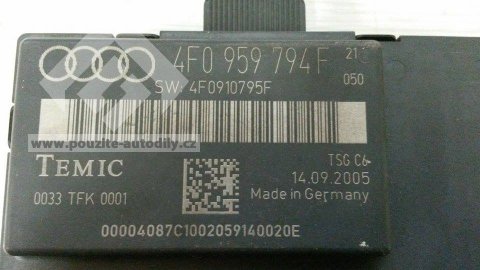 4F0 959 794 F 21
050
SW: 4F0910795F
www.pouzite-autodily.cz
TEMIC
TSG C6
14.09.2005
0033 TFK 0001
Made in Germany
00004087C1002059140020E